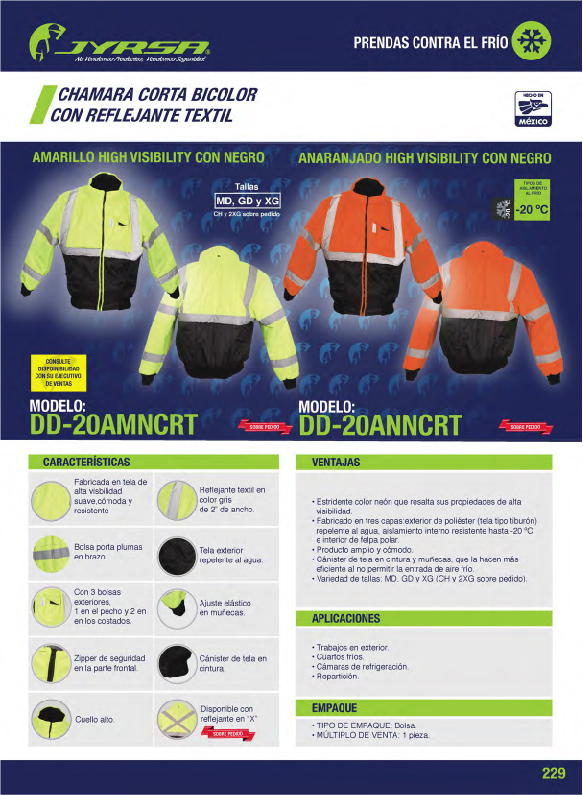 JYRSA®
PRENDAS CONTRA EL FRÍO
CHAMARA CORTA BICOLOR
CON REFLEJANTE TEXTIL
HECHO EN
MÉXICO
AMARILLO HIGH VISIBILITY CON NEGRO
ANARANJADO HIGH VISIBILITY CON NEGRO
Tallas
MD, GD y XG
CH y 2XG sobre pedido
TIPOS DE
AISLAMIENTO
AL FRÍO
-20 °C
CONSULTE
DISPOINIBILIDAD
CON SU EJECUTIVO
DE VENTAS
MODELO:
DD-20AMNCRT
SOBRE PEDIDO
MODELO:
DD-20ANNCRT
SOBRE PEDIDO
CARACTERÍSTICAS
Fabricada en tela de
alta visbilidad
suave,cómoda y
resistente
Reflejante textil en
color gris
de 2" de ancho.
Bolsa porta plumas
en brazo.
Tela exterior
repelente al agua.
Con 3 bolsas
exteriores,
1 en el pecho y 2 en
en los costados.
Ajuste elástico
en muñecas.
Zipper de seguridad
en la parte frontal.
Cánister de tela en
cintura.
Cuello alto.
Disponible con
reflejante en "X"
SOBRE PEDIDO
VENTAJAS
• Estridente color neón que resalta sus propiedades de alta
visibilidad.
• Fabricado en tres capas:exterior de poliéster (tela tipo tiburón)
repelente al agua, aislamiento interno resistente hasta -20 ºC
e interior de felpa polar.
• Producto amplio y cómodo.
- Cánister de tela en cintura y muñecas, que la hacen más
eficiente al no permitir la entrada de aire frío.
• Variedad de tallas: MD, GD y XG (CH y 2XG sobre pedido).
APLICACIONES
• Trabajos en exterior.
• Cuartos fríos.
• Cámaras de refrigeración.
• Repartición.
EMPAQUE
- TIPO DE EMPAQUE: Bolsa.
• MÚLTIPLO DE VENTA: 1 pieza.
229